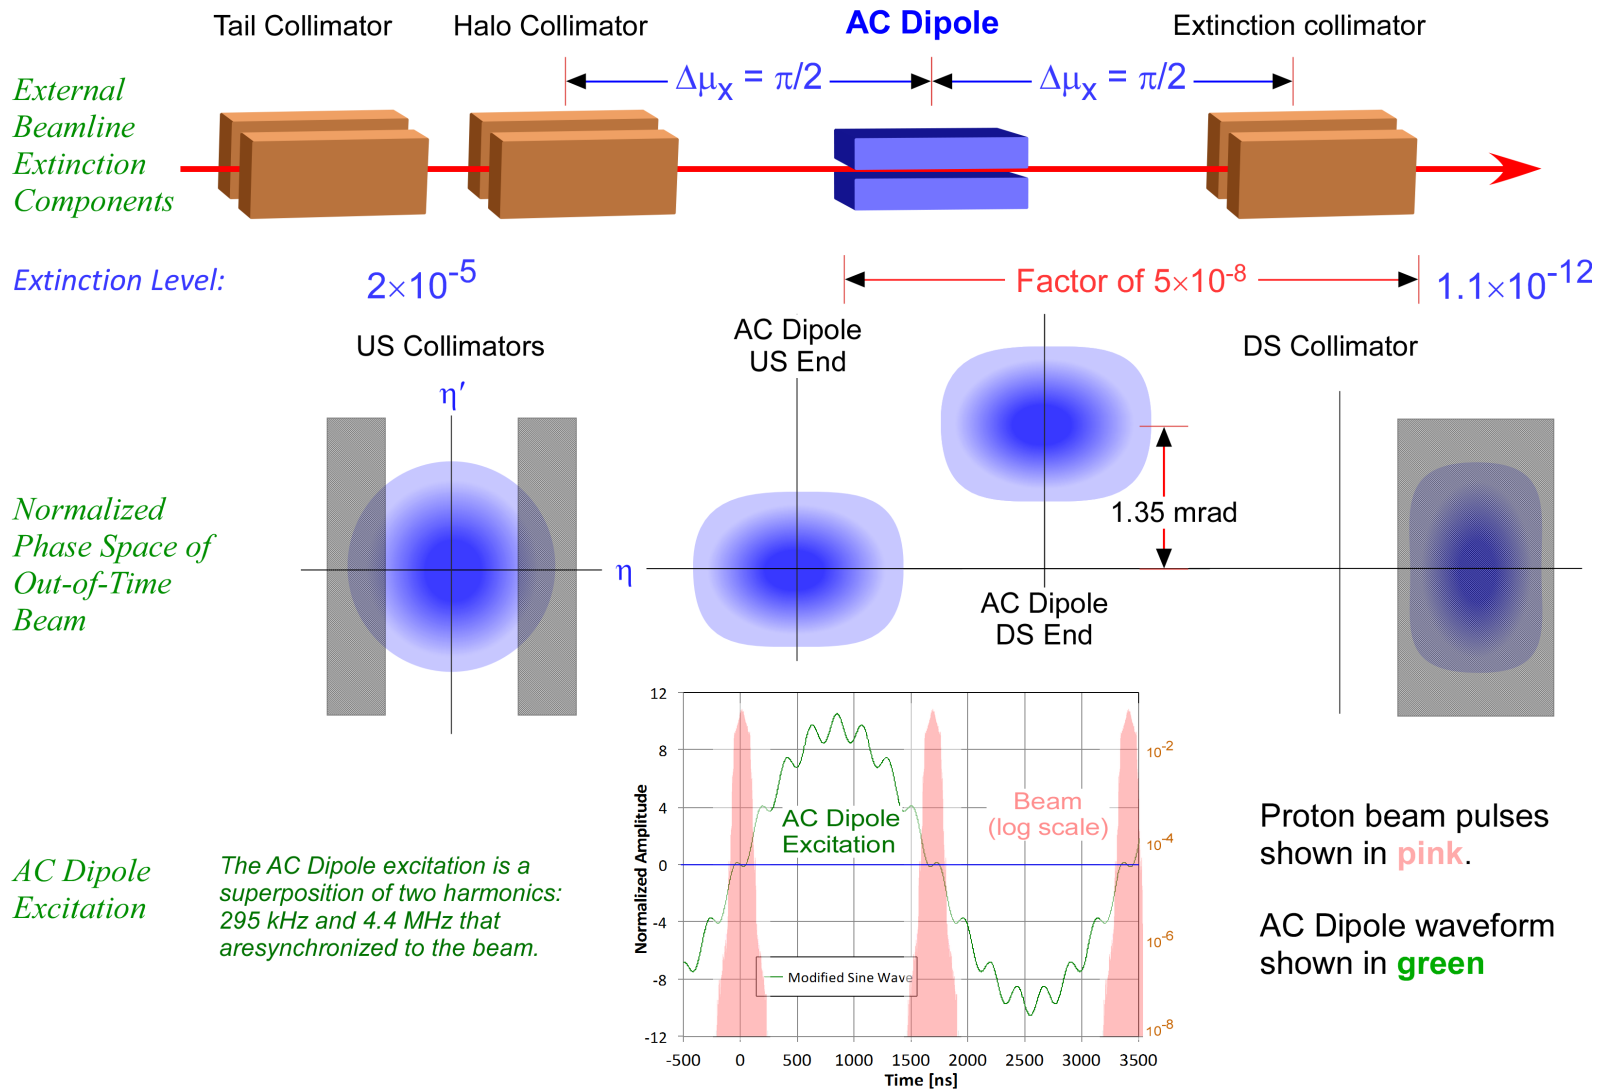 Tail Collimator
Halo Collimator
AC Dipole
Extinction collimator
Δμx = π/2
Δμx = π/2
External
Beamline
Extinction
Components
Extinction Level:
2×10-5
Factor of 5×10-8
1.1×10-12
US Collimators
AC Dipole
US End
DS Collimator
η′
η
1.35 mrad
AC Dipole
DS End
Normalized
Phase Space of
Out-of-Time
Beam
AC Dipole
Excitation
The AC Dipole excitation is a
superposition of two harmonics:
295 kHz and 4.4 MHz that
aresynchronized to the beam.
Normalized Amplitude
12
8
4
0
-4
-8
-12
AC Dipole
Excitation
Beam
(log scale)
Modified Sine Wave
10-2
10-4
10-6
10-8
-500 0 500 1000 1500 2000 2500 3000 3500
Time [ns]
Proton beam pulses
shown in pink.
AC Dipole waveform
shown in green